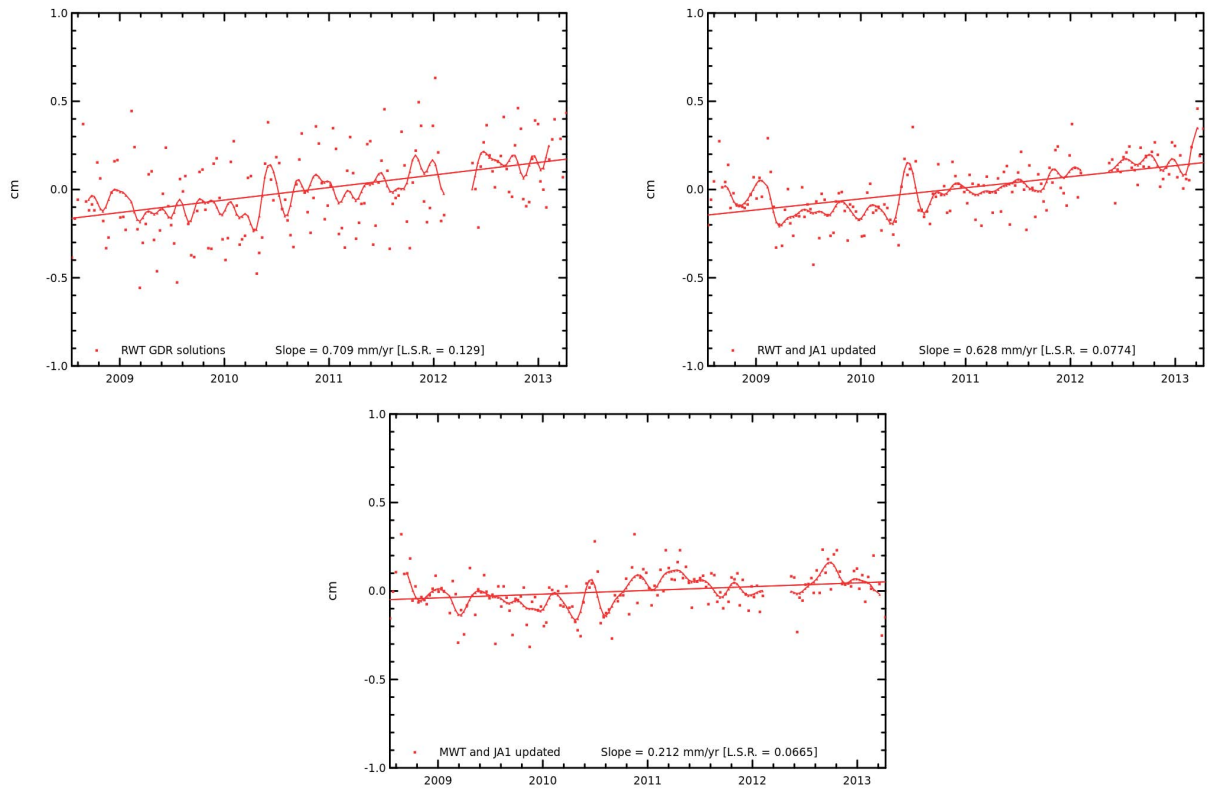 1.0
0.5
0.0
-0.5
-1.0
cm
RWT GDR solutions Slope = 0.709 mm/yr [L.S.R. = 0.129]
2009 2010 2011 2012 2013
1.0
0.5
0.0
-0.5
-1.0
cm
RWT and JA1 updated Slope = 0.628 mm/yr [L.S.R. = 0.0774]
2009 2010 2011 2012 2013
1.0
0.5
0.0
-0.5
-1.0
cm
MWT and JA1 updated Slope = 0.212 mm/yr [L.S.R. = 0.0665]
2009 2010 2011 2012 2013